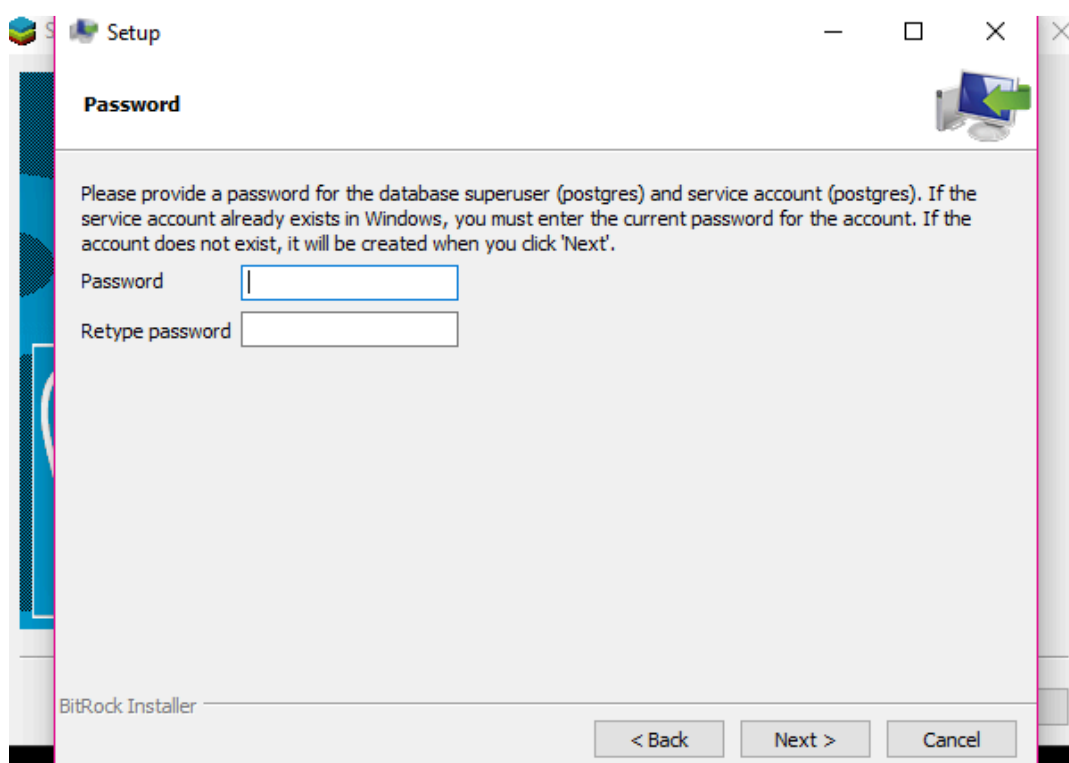 S
Setup
Password
Please provide a password for the database superuser (postgres) and service account (postgres). If the
service account already exists in Windows, you must enter the current password for the account. If the
account does not exist, it will be created when you click 'Next'.
Password
Retype password
BitRock Installer
< Back
Next >
Cancel